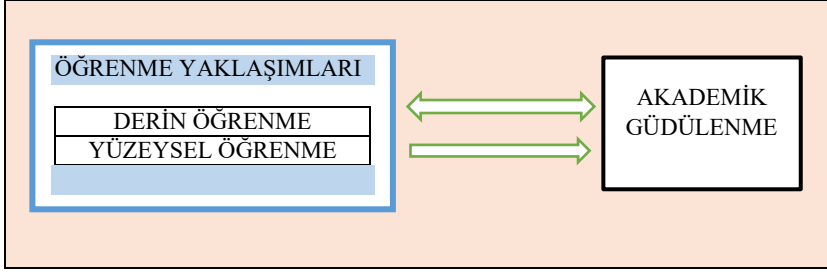 ÖĞRENME YAKLAŞIMLARI
DERİN ÖĞRENME
YÜZEYSEL ÖĞRENME
AKADEMİK
GÜDÜLENME